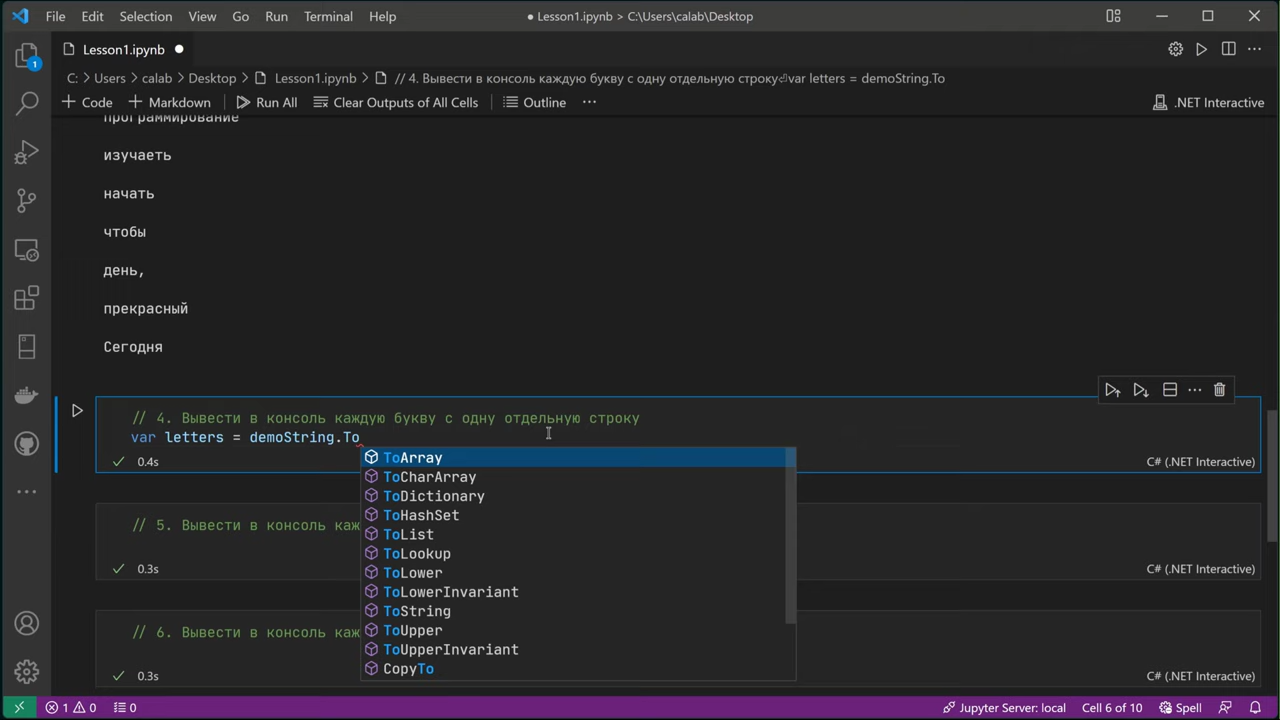 File Edit Selection View Go Run Terminal Help
● Lesson1.ipynb > C:\Users\calab\Desktop
Lesson1.ipynb ●
C: > Users > calab > Desktop > Lesson1.ipynb > // 4. Вывести в консоль каждую букву с одну отдельную строку⏎var letters = demoString.To
+ Code + Markdown Run All Clear Outputs of All Cells Outline ···
.NET Interactive
1
программирование
изучаеть
начать
чтобы
день,
прекрасный
Сегодня
// 4. Вывести в консоль каждую букву с одну отдельную строку
var letters = demoString.To
✓ 0.4s
C# (.NET Interactive)
ToArray
ToCharArray
ToDictionary
ToHashSet
ToList
ToLookup
ToLower
ToLowerInvariant
ToString
ToUpper
ToUpperInvariant
CopyTo
// 5. Вывести в консоль каж
✓ 0.3s
C# (.NET Interactive)
// 6. Вывести в консоль каж
✓ 0.3s
C# (.NET Interactive)
1 0 0 Jupyter Server: local Cell 6 of 10 Spell